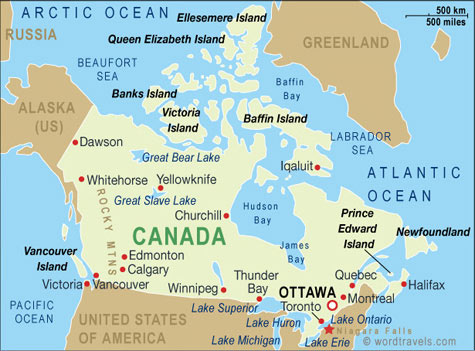 ARCTIC OCEAN
Ellesemere Island
500 km
500 miles
RUSSIA
Queen Elizabeth Island
GREENLAND
BEAUFORT
SEA
Baffin
Bay
Banks Island
ALASKA
(US)
Victoria
Island
Baffin Island
LABRADOR
SEA
Dawson
Great Bear Lake
Iqaluit
ATLANTIC
OCEAN
Whitehorse
Yellowknife
Great Slave Lake
Hudson
Bay
Churchill
Prince
Edward
Island
ROCKY MTNS
CANADA
Newfoundland
James
Bay
Vancouver
Island
Edmonton
Calgary
Thunder
Bay
Quebec
Halifax
Victoria
Vancouver
Winnipeg
OTTAWA
Montreal
PACIFIC
OCEAN
Lake Superior
Toronto
Lake Ontario
UNITED STATES
OF AMERICA
Lake Huron
Niagara Falls
Lake Michigan
Lake Erie
© wordtravels.com